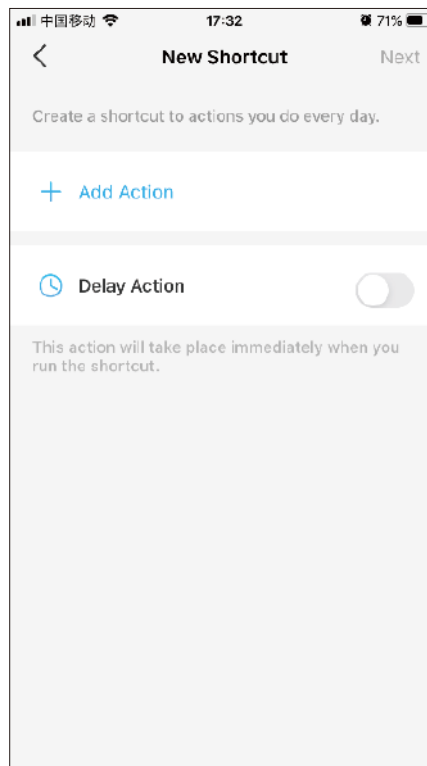 中国移动 17:32 71%
New Shortcut Next
Create a shortcut to actions you do every day.
Add Action
Delay Action
This action will take place immediately when you
run the shortcut.